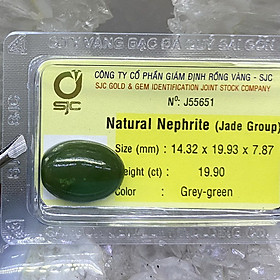 CTY VÀNG BẠC ĐÁ QUÝ SÀI GÒN
CÔNG TY CỔ PHẦN GIÁM ĐỊNH RỒNG VÀNG - SJC
SJC GOLD & GEM IDENTIFICATION JOINT STOCK COMPANY
SJC
Nº: J55651
Natural Nephrite (Jade Group)
Size (mm) : 14.32 x 19.93 x 7.87
Weight (ct) : 19.90
Color : Grey-green